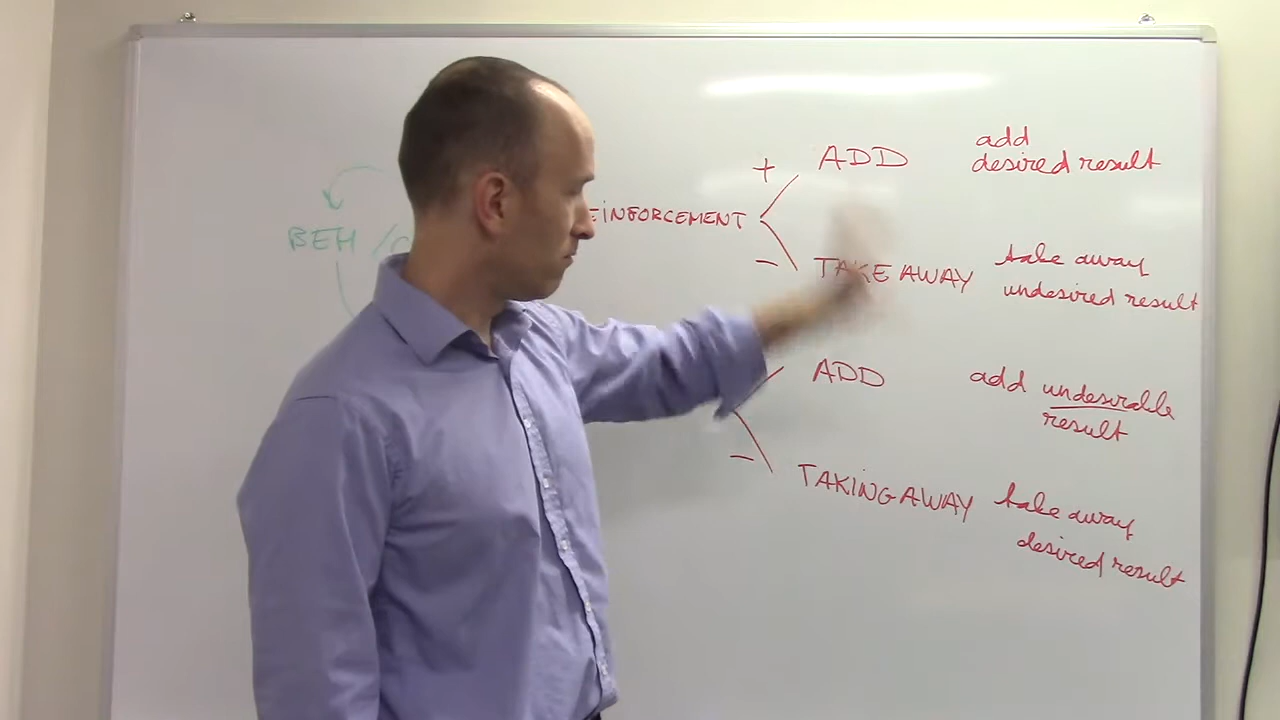 + ADD add
desired result
EINFORCEMENT
BEH /
- TAKE AWAY take away
undesired result
ADD add undesirable
result
- TAKING AWAY take away
desired result